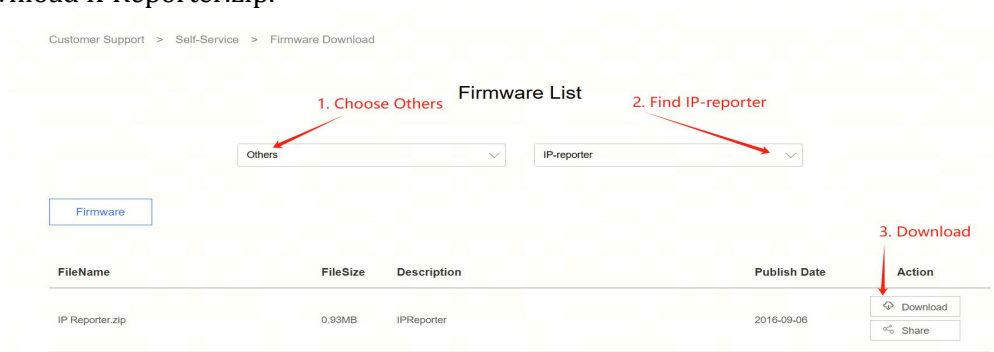 Customer Support > Self-Service > Firmware Download
Firmware List
1. Choose Others
2. Find IP-reporter
Others
IP-reporter
Firmware
3. Download
FileName FileSize Description Publish Date Action
IP Reporter.zip 0.93MB IPReporter 2016-09-06
Download
Share